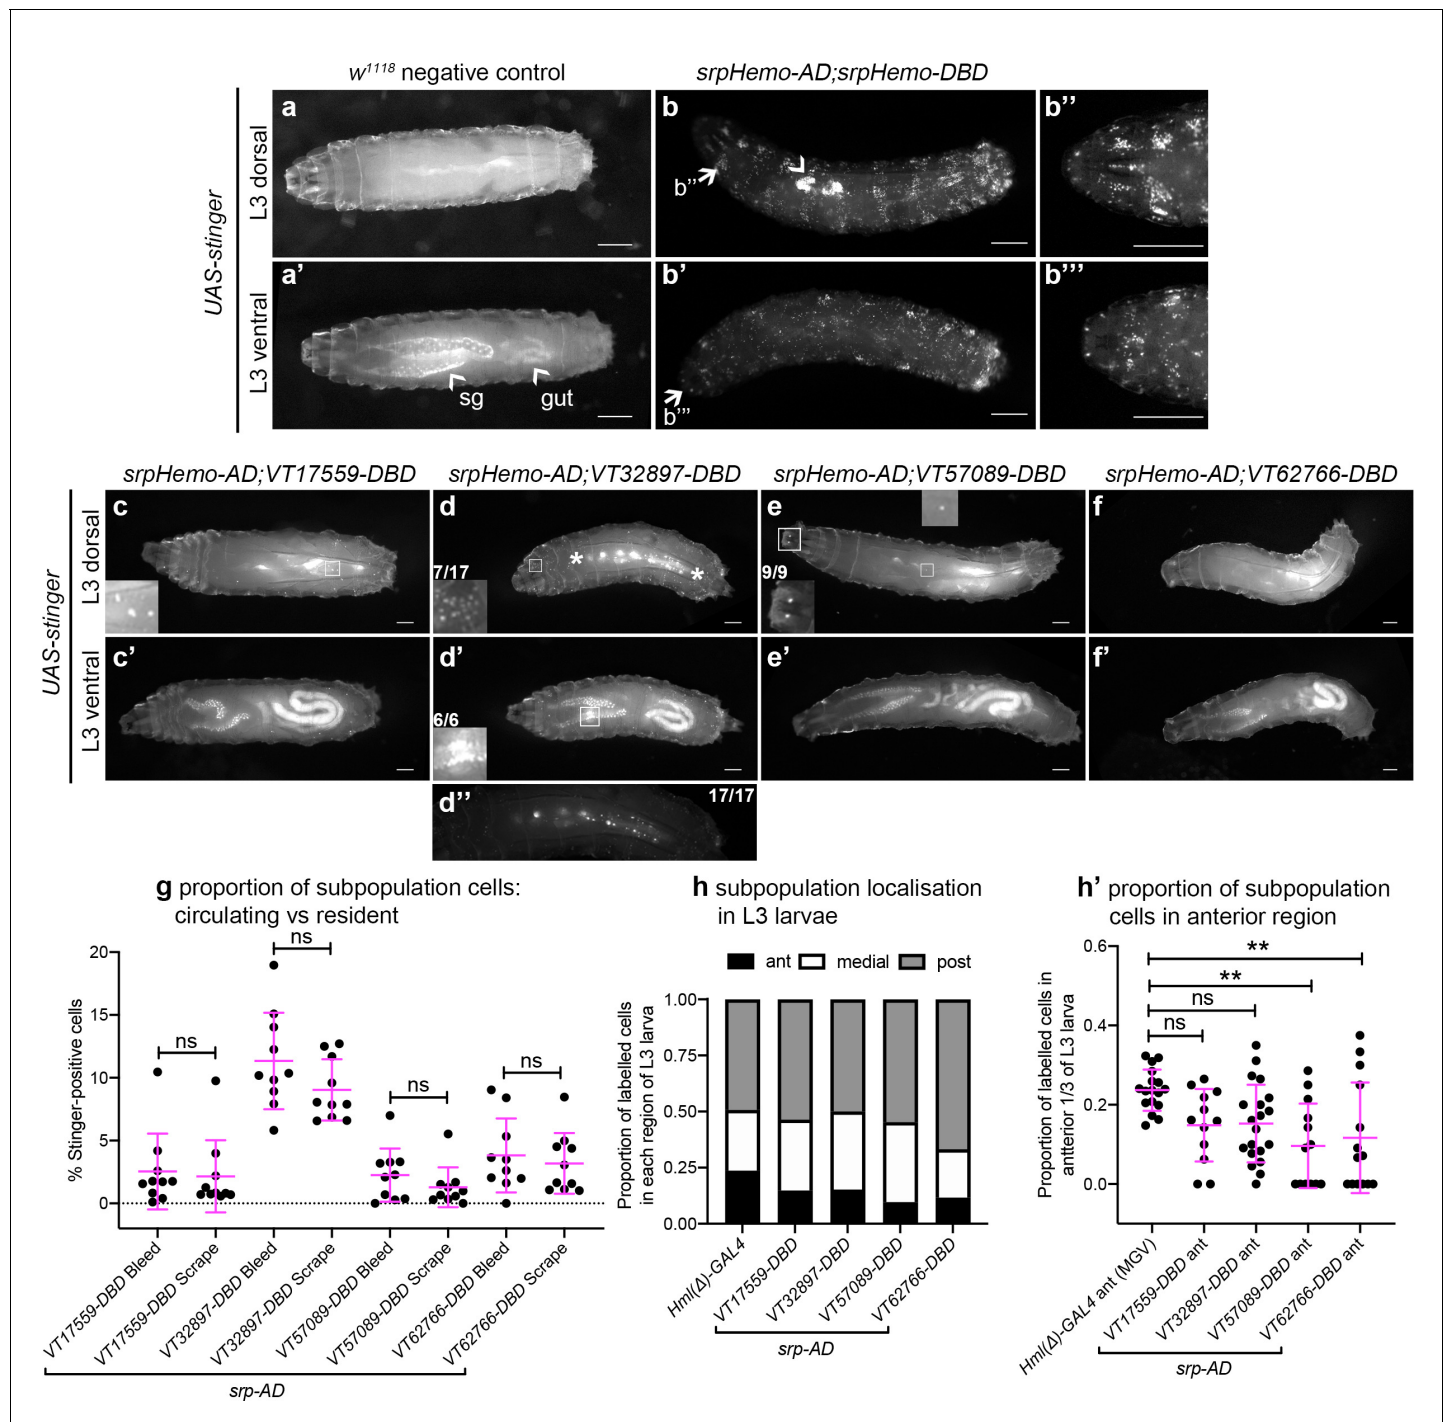 w1118 negative control
srpHemo-AD;srpHemo-DBD
UAS-stinger
L3 dorsal
L3 ventral
a
b
b''
b''
a'
sg
gut
b'
b'''
b'''
srpHemo-AD;VT17559-DBD
srpHemo-AD;VT32897-DBD
srpHemo-AD;VT57089-DBD
srpHemo-AD;VT62766-DBD
UAS-stinger
L3 dorsal
L3 ventral
c
d
7/17
*
*
e
9/9
f
c'
d'
6/6
e'
f'
d''
17/17
g proportion of subpopulation cells:
circulating vs resident
% Stinger-positive cells
20
15
10
5
0
ns
ns
ns
ns
VT17559-DBD Bleed
VT17559-DBD Scrape
VT32897-DBD Bleed
VT32897-DBD Scrape
VT57089-DBD Bleed
VT57089-DBD Scrape
VT62766-DBD Bleed
VT62766-DBD Scrape
srp-AD
h subpopulation localisation
in L3 larvae
ant
medial
post
Proportion of labelled cells
in each region of L3 larva
1.00
0.75
0.50
0.25
0.00
Hml(Δ)-GAL4
VT17559-DBD
VT32897-DBD
VT57089-DBD
VT62766-DBD
srp-AD
h' proportion of subpopulation
cells in anterior region
Proportion of labelled cells in
antterior 1/3 of L3 larva
0.6
0.4
0.2
0.0
**
**
ns
ns
Hml(Δ)-GAL4 ant (MGV)
VT17559-DBD ant
VT32897-DBD ant
VT57089-DBD ant
VT62766-DBD ant
srp-AD